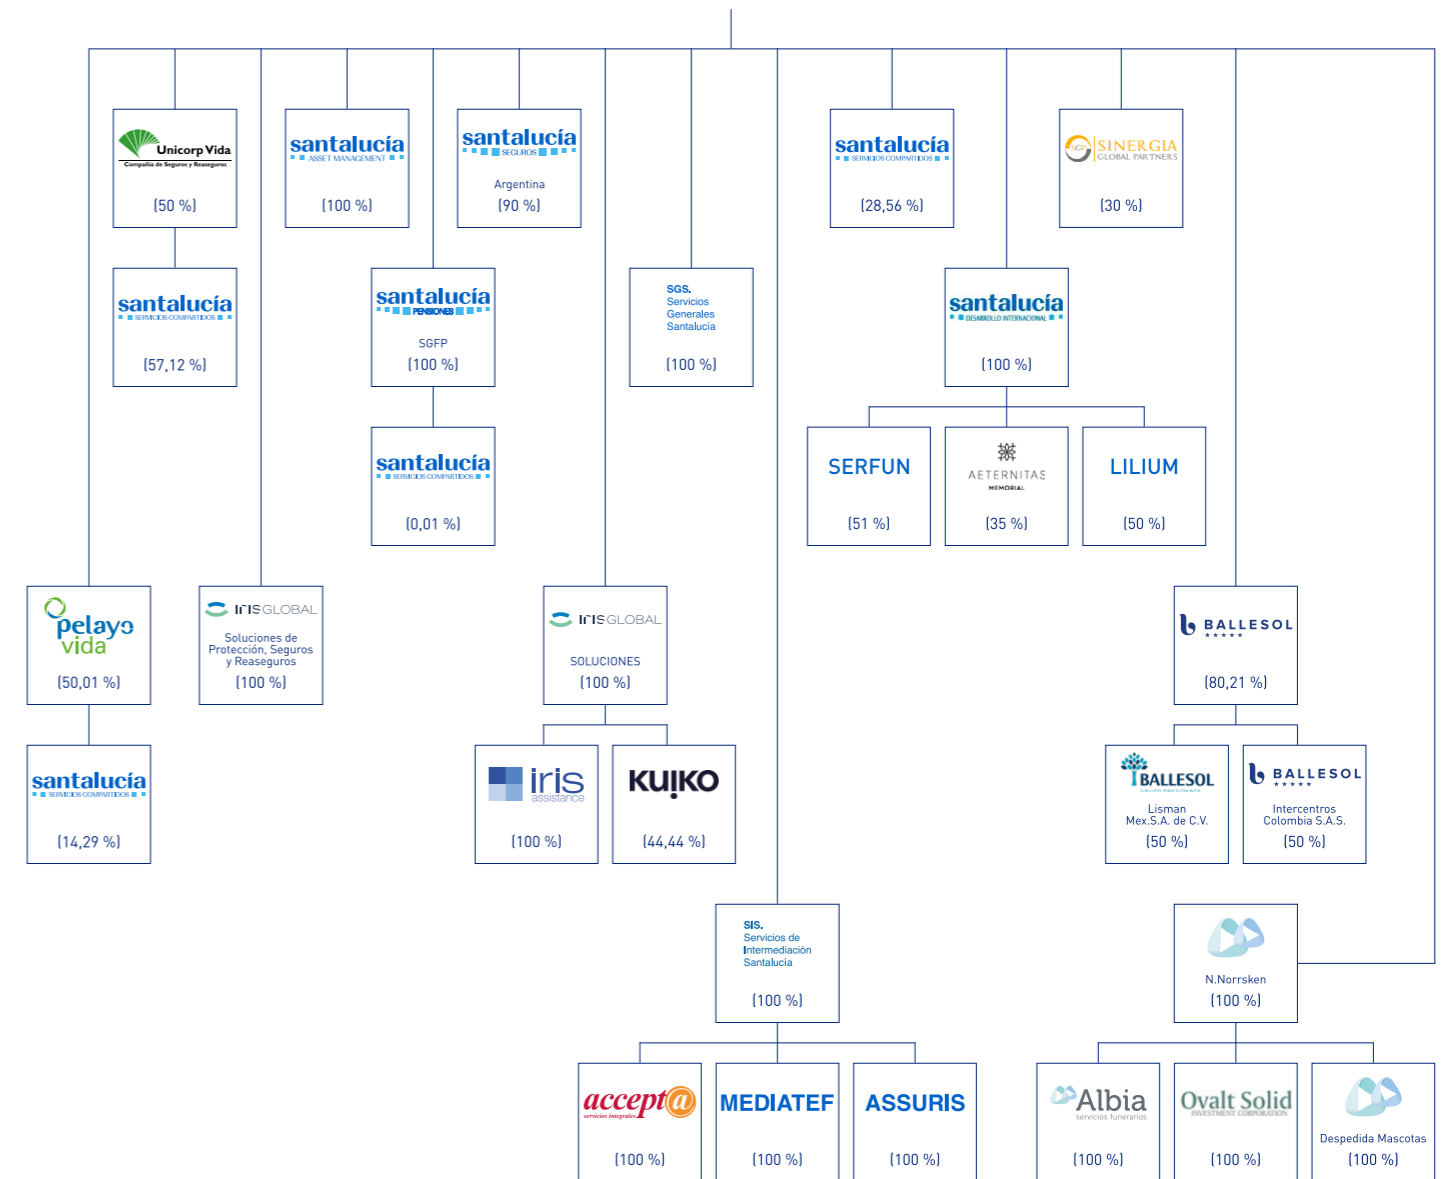 Unicorp Vida
Compañía de Seguros y Reaseguros
(50 %)
santalucía
ASSET MANAGEMENT
(100 %)
santalucía
SEGUROS
Argentina
(90 %)
santalucía
SERVICIOS COMPARTIDOS
(28,56 %)
SGP
SINERGIA
GLOBAL PARTNERS
(30 %)
santalucía
SERVICIOS COMPARTIDOS
(57,12 %)
santalucía
PENSIONES
SGFP
(100 %)
SGS.
Servicios
Generales
Santalucía
(100 %)
santalucía
DESARROLLO INTERNACIONAL
(100 %)
santalucía
SERVICIOS COMPARTIDOS
(0,01 %)
SERFUN
(51 %)
AETERNITAS
MEMORIAL
(35 %)
LILIUM
(50 %)
pelayo
vida
(50,01 %)
IrIS GLOBAL
Soluciones de
Protección, Seguros
y Reaseguros
(100 %)
IrIS GLOBAL
SOLUCIONES
(100 %)
BALLESOL
(80,21 %)
santalucía
SERVICIOS COMPARTIDOS
(14,29 %)
iris
assistance
(100 %)
KUIKO
(44,44 %)
BALLESOL
Lisman
Mex.S.A. de C.V.
(50 %)
BALLESOL
Intercentros
Colombia S.A.S.
(50 %)
SIS.
Servicios de
Intermediación
Santalucía
(100 %)
N.Norrsken
(100 %)
accept@
servicios integrales
(100 %)
MEDIATEF
(100 %)
ASSURIS
(100 %)
Albia
servicios funerarios
(100 %)
Ovalt Solid
INVESTMENT CORPORATION
(100 %)
Despedida Mascotas
(100 %)